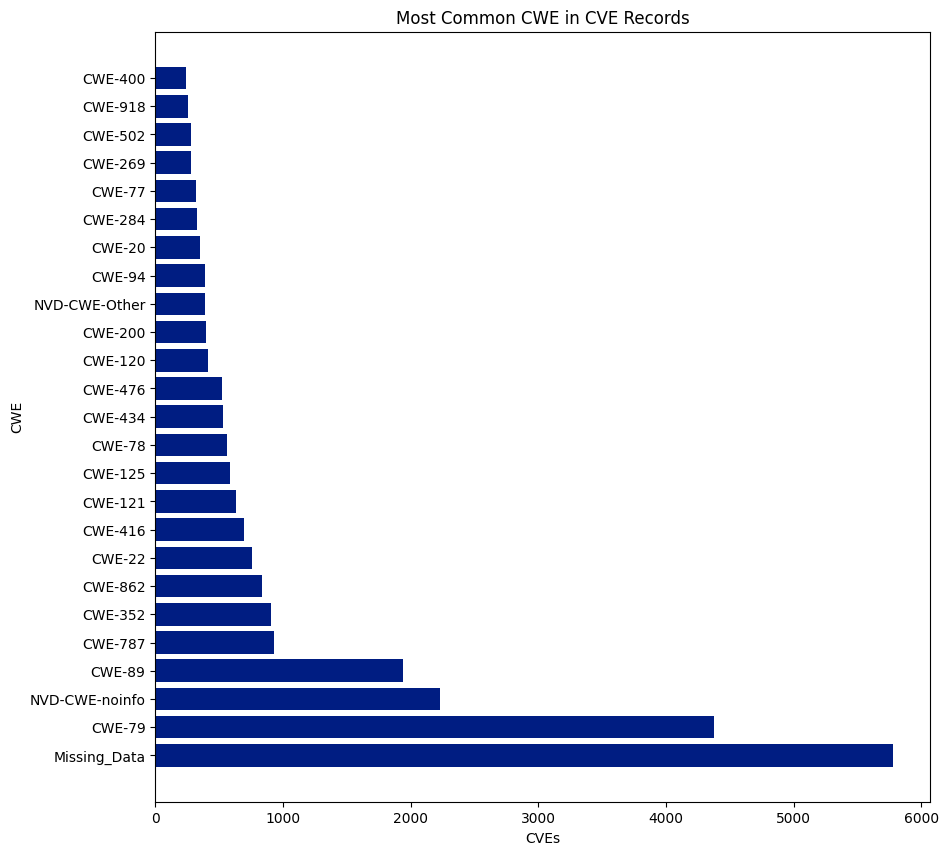 Most Common CWE in CVE Records
CWE
CWE-400
CWE-918
CWE-502
CWE-269
CWE-77
CWE-284
CWE-20
CWE-94
NVD-CWE-Other
CWE-200
CWE-120
CWE-476
CWE-434
CWE-78
CWE-125
CWE-121
CWE-416
CWE-22
CWE-862
CWE-352
CWE-787
CWE-89
NVD-CWE-noinfo
CWE-79
Missing_Data
0 1000 2000 3000 4000 5000 6000
CVEs